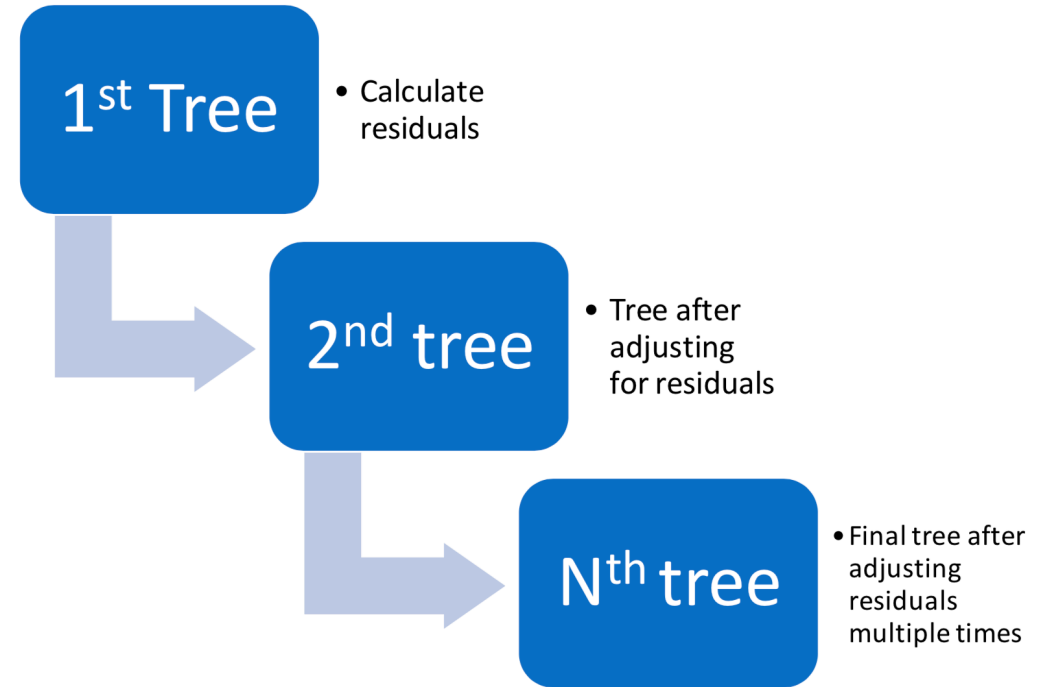 1st Tree
• Calculate
residuals
2nd tree
• Tree after
adjusting
for residuals
Nth tree
• Final tree after
adjusting
residuals
multiple times